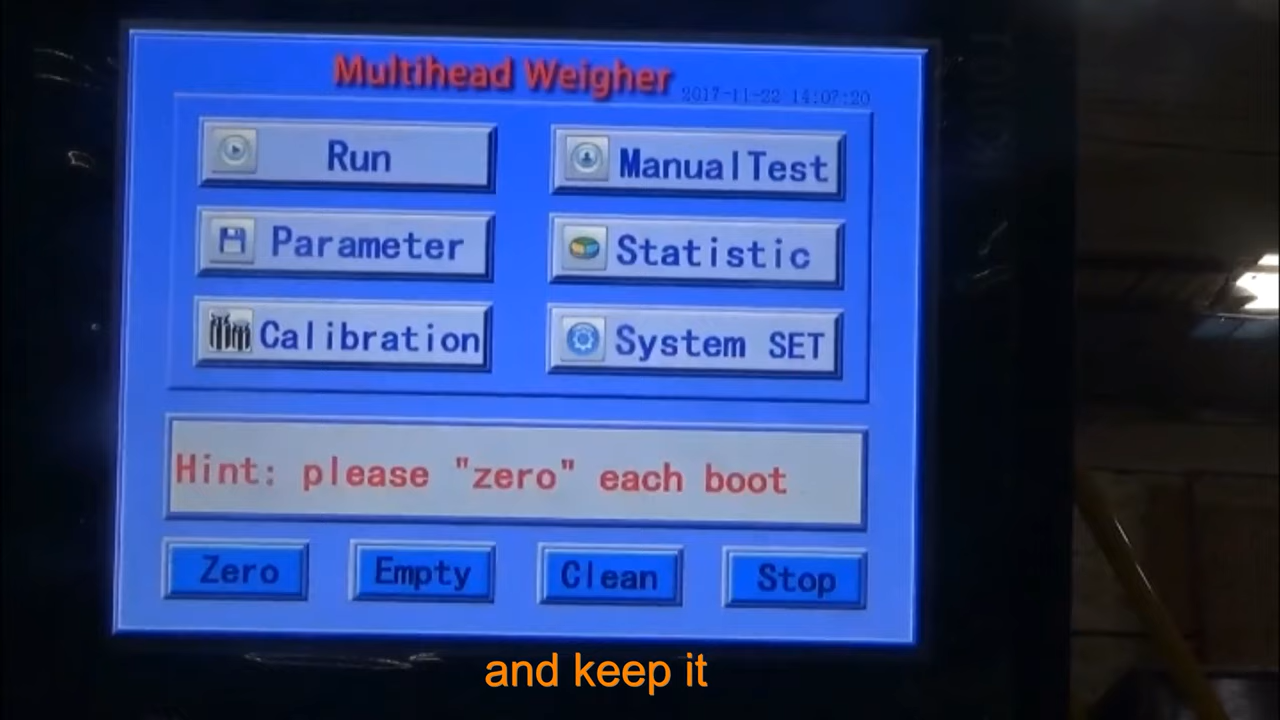 Multihead Weigher
2017-11-22 14:07:20
Run
ManualTest
Parameter
Statistic
Calibration
System SET
Hint: please "zero" each boot
Zero
Empty
Clean
Stop
and keep it